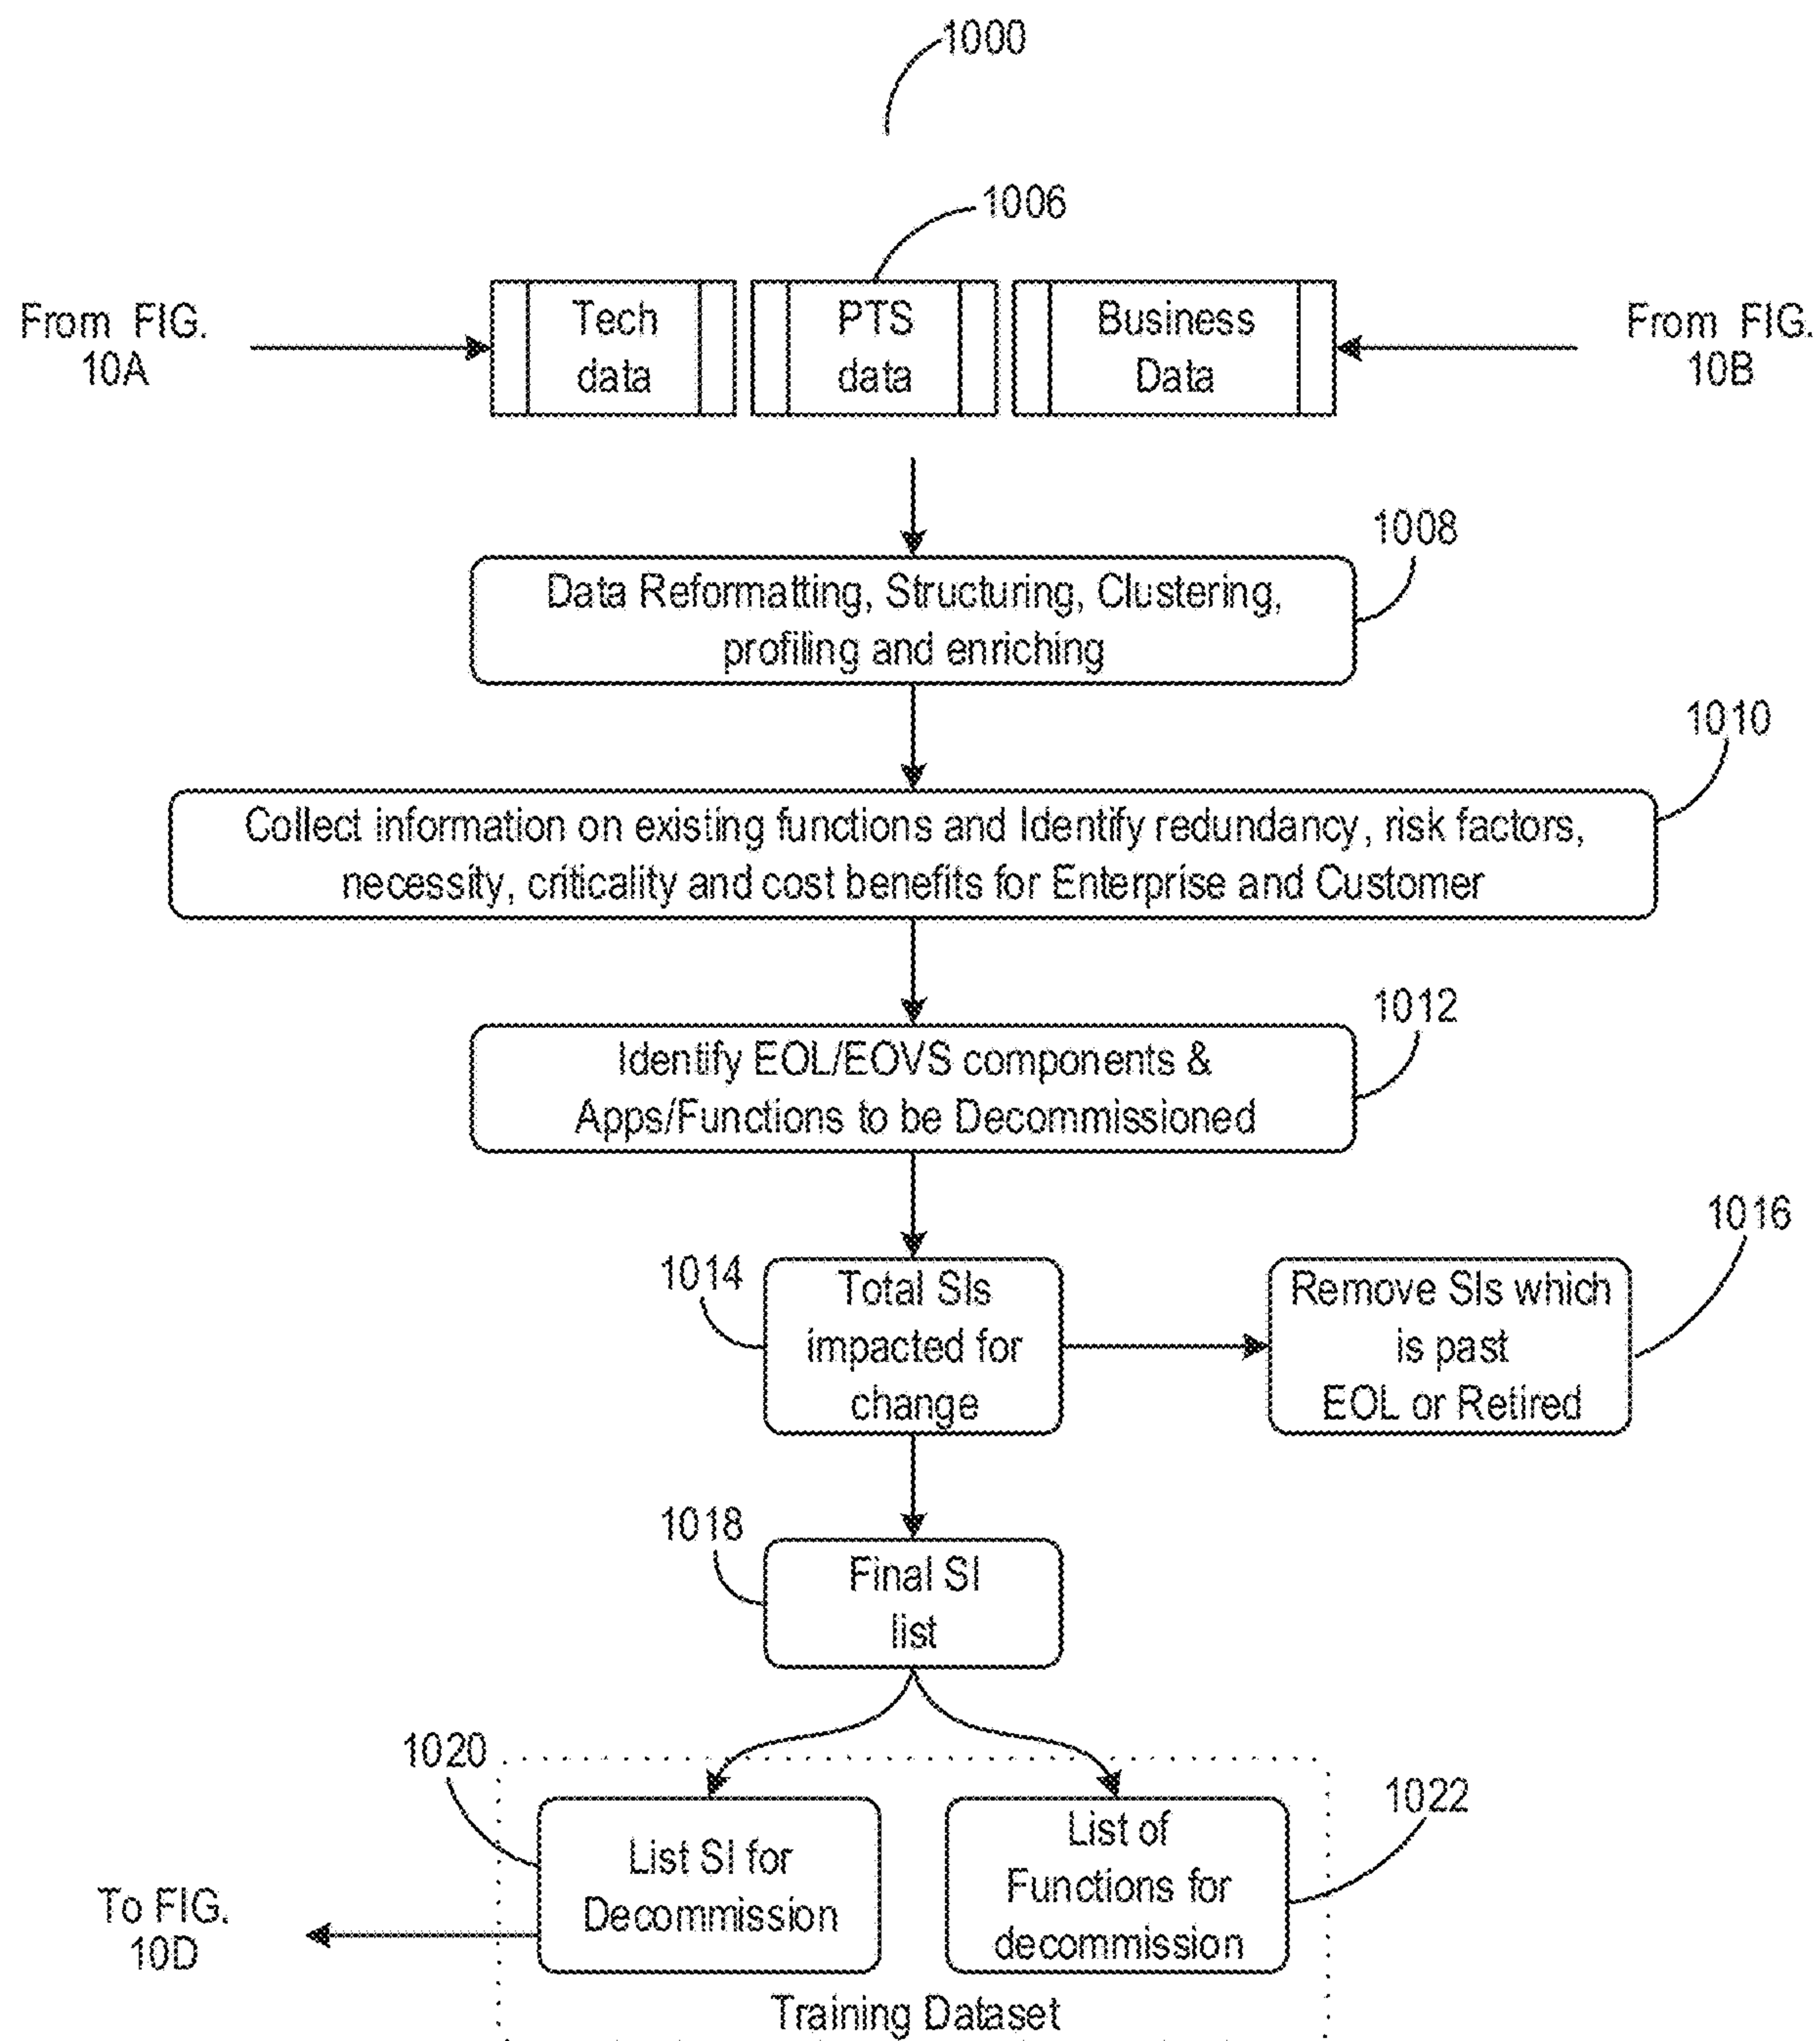 1000
1006
From FIG.
10A
Tech
data
PTS
data
Business
Data
From FIG.
10B
1008
Data Reformatting, Structuring, Clustering,
profiling and enriching
1010
Collect information on existing functions and Identify redundancy, risk factors,
necessity, criticality and cost benefits for Enterprise and Customer
1012
Identify EOL/EOVS components &
Apps/Functions to be Decommissioned
1014
Total SIs
impacted for
change
1016
Remove SIs which
is past
EOL or Retired
1018
Final SI
list
1020
List SI for
Decommission
1022
List of
Functions for
decommission
To FIG.
10D
Training Dataset